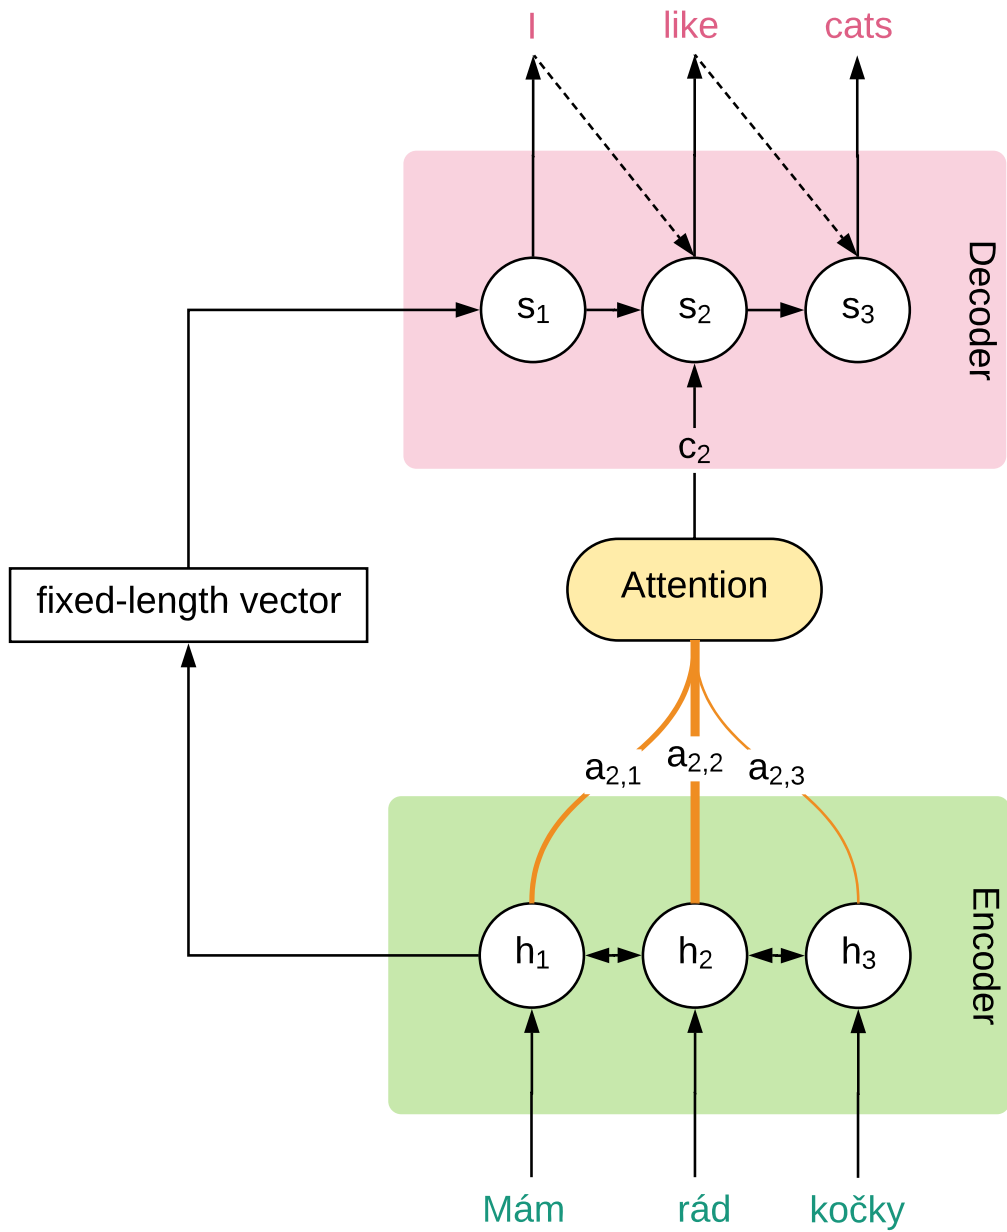 I like cats
Decoder
s1 s2 s3
c2
fixed-length vector
Attention
a2,1 a2,2 a2,3
Encoder
h1 h2 h3
Mám rád kočky